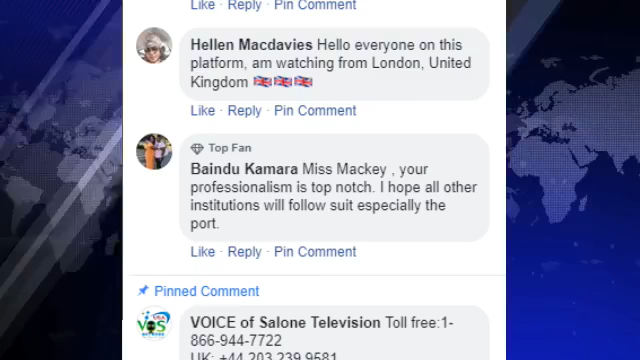 Like · Reply · Pin Comment
Hellen Macdavies Hello everyone on this
platform, am watching from London, United
Kingdom 🇬🇧🇬🇧🇬🇧
Like · Reply · Pin Comment
Top Fan
Baindu Kamara Miss Mackey , your
professionalism is top notch. I hope all other
institutions will follow suit especially the
port.
Like · Reply · Pin Comment
Pinned Comment
VOICE of Salone Television Toll free:1-
866-944-7722
UK: +44 203 239 9581